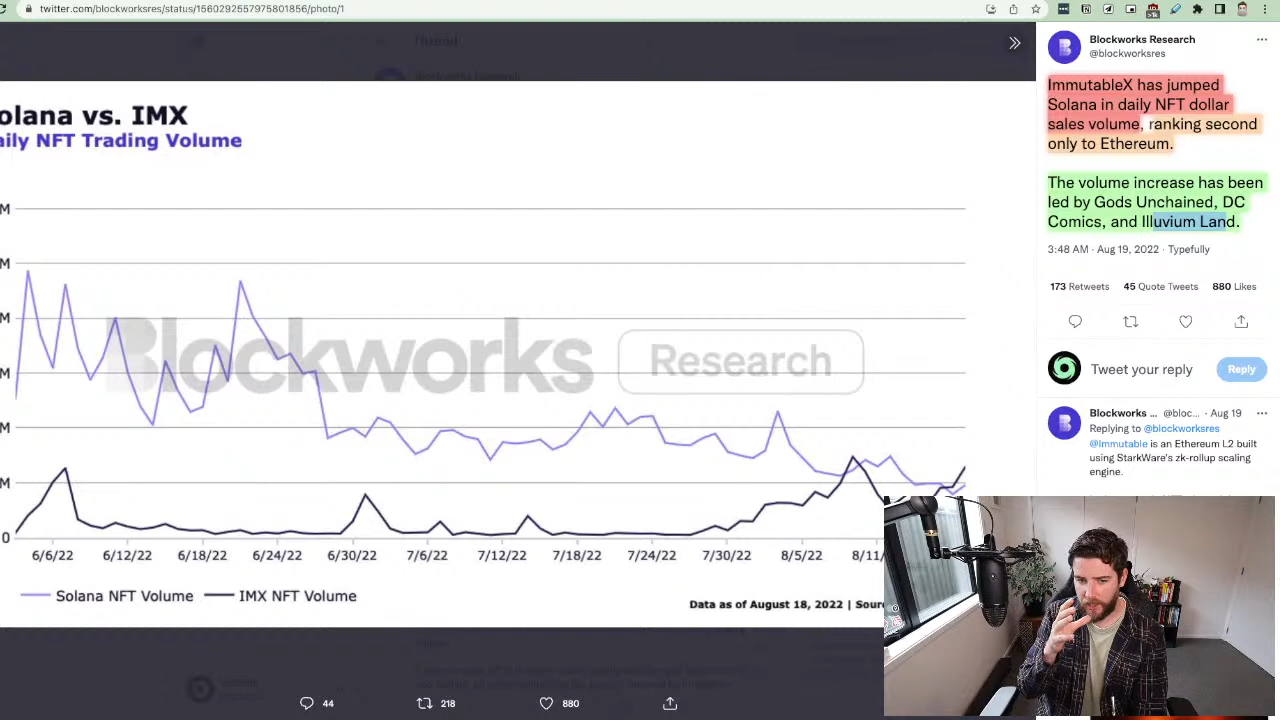 twitter.com/blockworksres/status/1560292557975801856/photo/1
olana vs. IMX
aily NFT Trading Volume
M
M
M
M
M
M
0
Blockworks Research
6/6/22 6/12/22 6/18/22 6/24/22 6/30/22 7/6/22 7/12/22 7/18/22 7/24/22 7/30/22 8/5/22 8/11/
Solana NFT Volume IMX NFT Volume
Data as of August 18, 2022 | Sourc
44 218 880
Blockworks Research
@blockworksres
ImmutableX has jumped
Solana in daily NFT dollar
sales volume, ranking second
only to Ethereum.
The volume increase has been
led by Gods Unchained, DC
Comics, and Illuvium Land.
3:48 AM · Aug 19, 2022 · Typefully
173 Retweets 45 Quote Tweets 880 Likes
Tweet your reply Reply
Blockworks ... @bloc... · Aug 19
Replying to @blockworksres
@Immutable is an Ethereum L2 built
using StarkWare's zk-rollup scaling
engine.